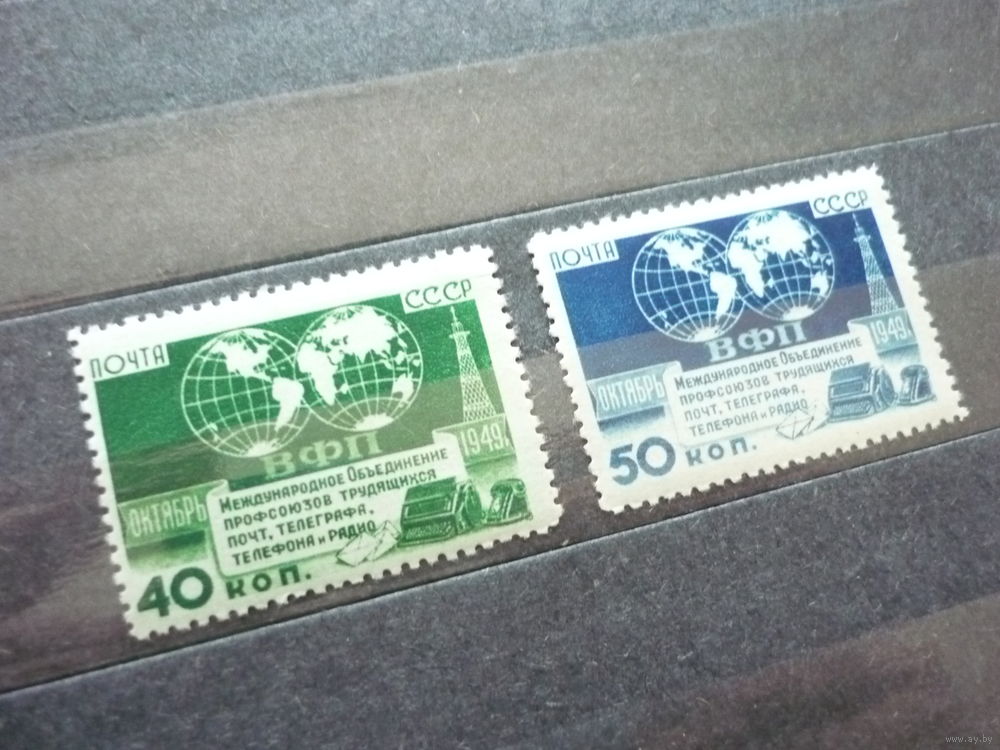 ПОЧТА
СССР
ВФП
ОКТЯБРЬ
1949г.
МЕЖДУНАРОДНОЕ ОБЪЕДИНЕНИЕ
ПРОФСОЮЗОВ ТРУДЯЩИХСЯ
ПОЧТ, ТЕЛЕГРАФА,
ТЕЛЕФОНА и РАДИО
40 КОП.
ПОЧТА
СССР
ВФП
ОКТЯБРЬ
1949г.
МЕЖДУНАРОДНОЕ ОБЪЕДИНЕНИЕ
ПРОФСОЮЗОВ ТРУДЯЩИХСЯ
ПОЧТ, ТЕЛЕГРАФА,
ТЕЛЕФОНА и РАДИО
50 КОП.
www.ay.by